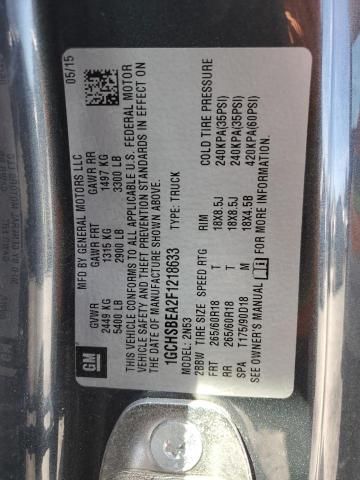 GM
MFD BY GENERAL MOTORS LLC 05/15
GVWR GAWR FRT GAWR RR
2449 KG 1315 KG 1497 KG
5400 LB 2900 LB 3300 LB
THIS VEHICLE CONFORMS TO ALL APPLICABLE U.S. FEDERAL MOTOR
VEHICLE SAFETY AND THEFT PREVENTION STANDARDS IN EFFECT ON
THE DATE OF MANUFACTURE SHOWN ABOVE.
1GCHSBEA2F1218633 TYPE: TRUCK
MODEL: 2N53
2BBW TIRE SIZE SPEED RTG RIM COLD TIRE PRESSURE
FRT 265/60R18 T 18X8.5J 240KPA(35PSI)
RR 265/60R18 T 18X8.5J 240KPA(35PSI)
SPA T175/90D18 M 18X4.5B 420KPA(60PSI)
SEE OWNER'S MANUAL FOR MORE INFORMATION.